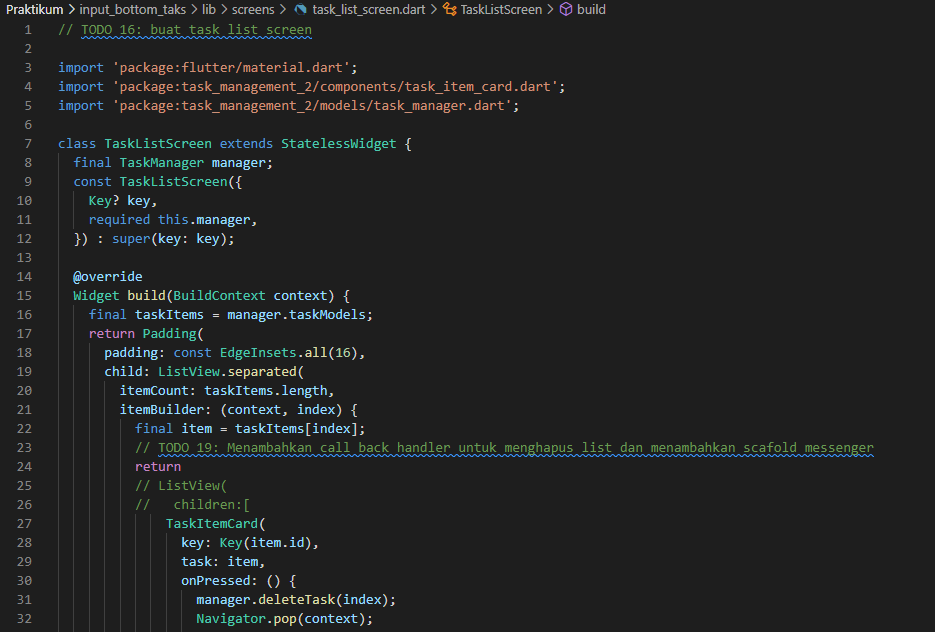 Praktikum > input_bottom_taks > lib > screens > task_list_screen.dart > TaskListScreen > build
1 // TODO 16: buat task list screen
2
3 import 'package:flutter/material.dart';
4 import 'package:task_management_2/components/task_item_card.dart';
5 import 'package:task_management_2/models/task_manager.dart';
6
7 class TaskListScreen extends StatelessWidget {
8   final TaskManager manager;
9   const TaskListScreen({
10     Key? key,
11     required this.manager,
12   }) : super(key: key);
13
14   @override
15   Widget build(BuildContext context) {
16     final taskItems = manager.taskModels;
17     return Padding(
18       padding: const EdgeInsets.all(16),
19       child: ListView.separated(
20         itemCount: taskItems.length,
21         itemBuilder: (context, index) {
22           final item = taskItems[index];
23           // TODO 19: Menambahkan call back handler untuk menghapus list dan menambahkan scafold messenger
24           return
25           // ListView(
26           //   children:[
27               TaskItemCard(
28                 key: Key(item.id),
29                 task: item,
30                 onPressed: () {
31                   manager.deleteTask(index);
32                   Navigator.pop(context);